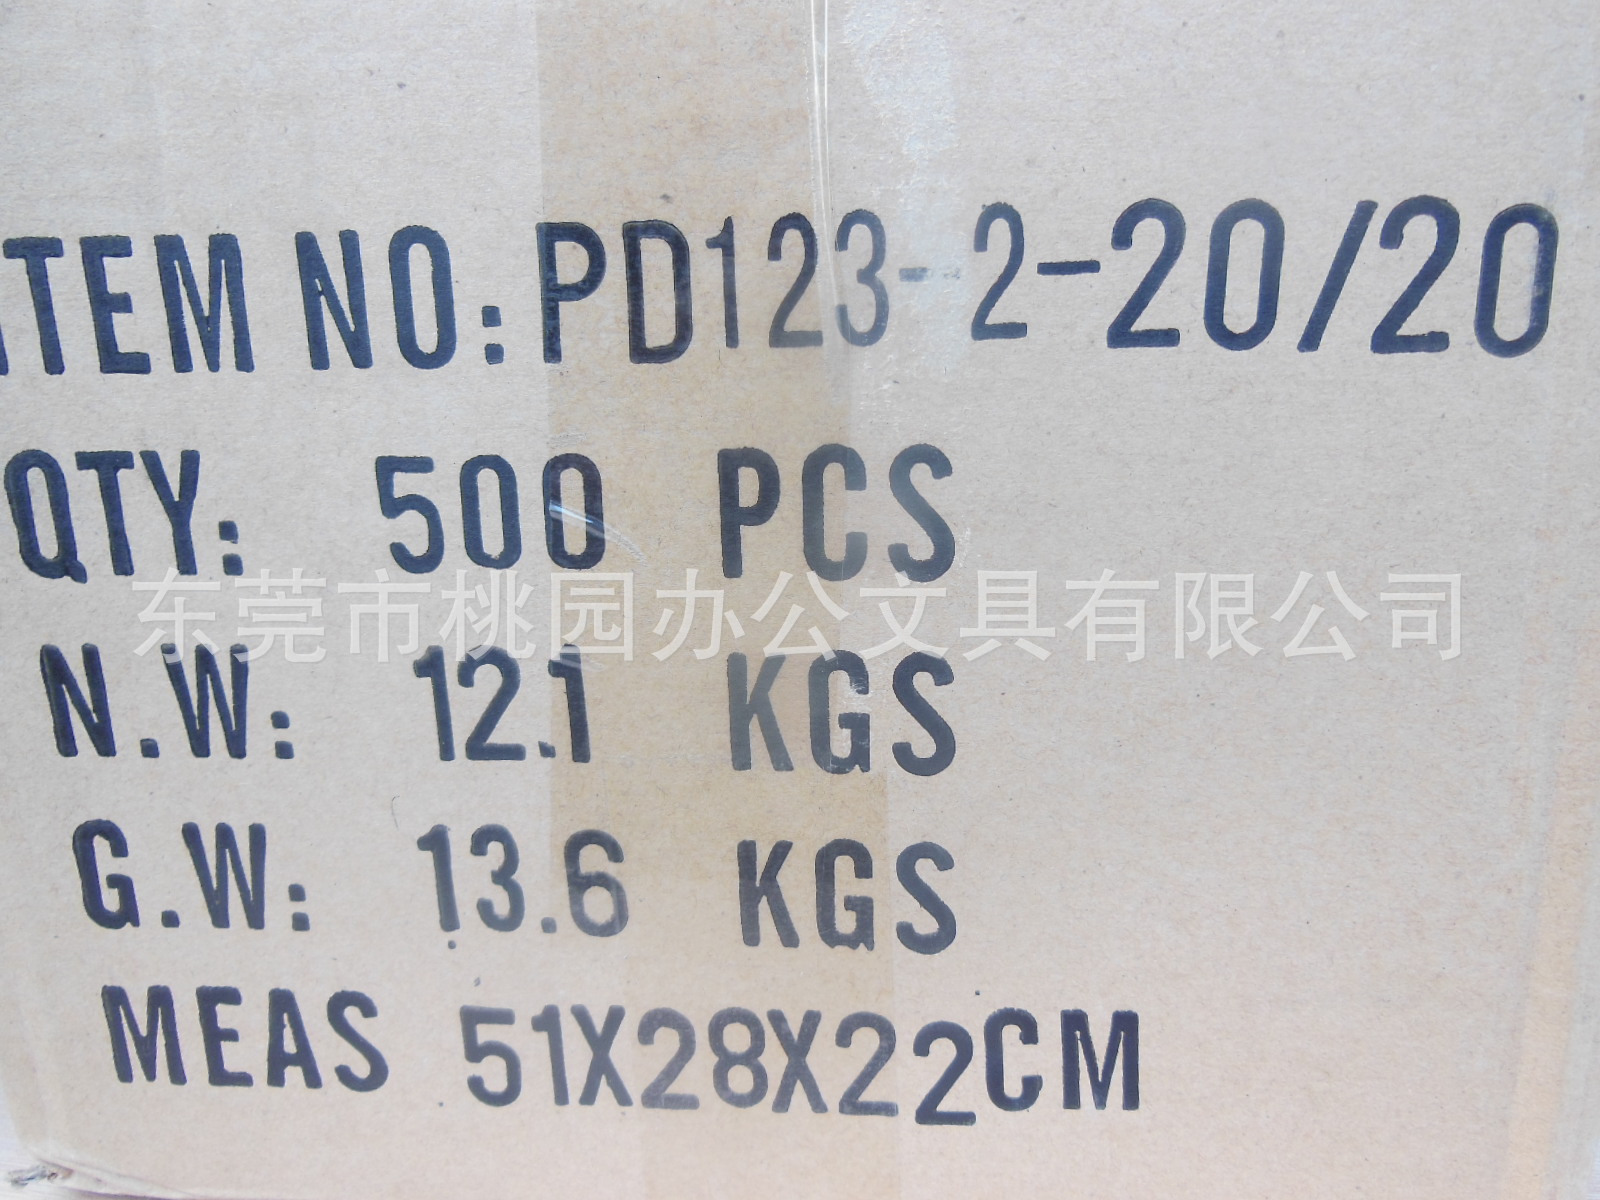 ITEM NO:PD123-2-20/20
QTY: 500 PCS
东莞市桃园办公文具有限公司
N.W: 12.1 KGS
G.W: 13.6 KGS
MEAS 51X28X22CM